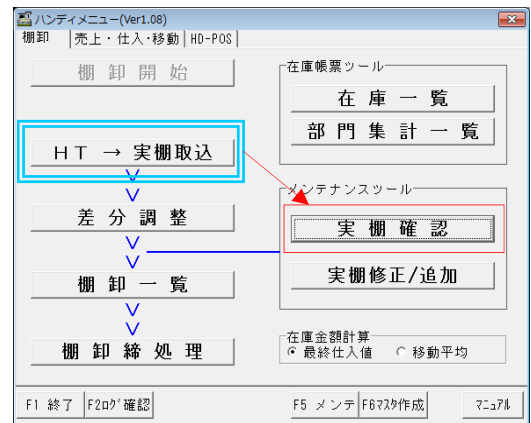 ハンディメニュー(Ver1.08)
棚卸 売上・仕入・移動 HD-POS
棚卸開始
HT → 実棚取込
差分調整
棚卸一覧
棚卸締処理
在庫帳票ツール
在庫一覧
部門集計一覧
メンテナンスツール
実棚確認
実棚修正/追加
在庫金額計算
最終仕入値 移動平均
F1 終了 F2ログ確認 F5 メンテ F6マスタ作成 マニュアル